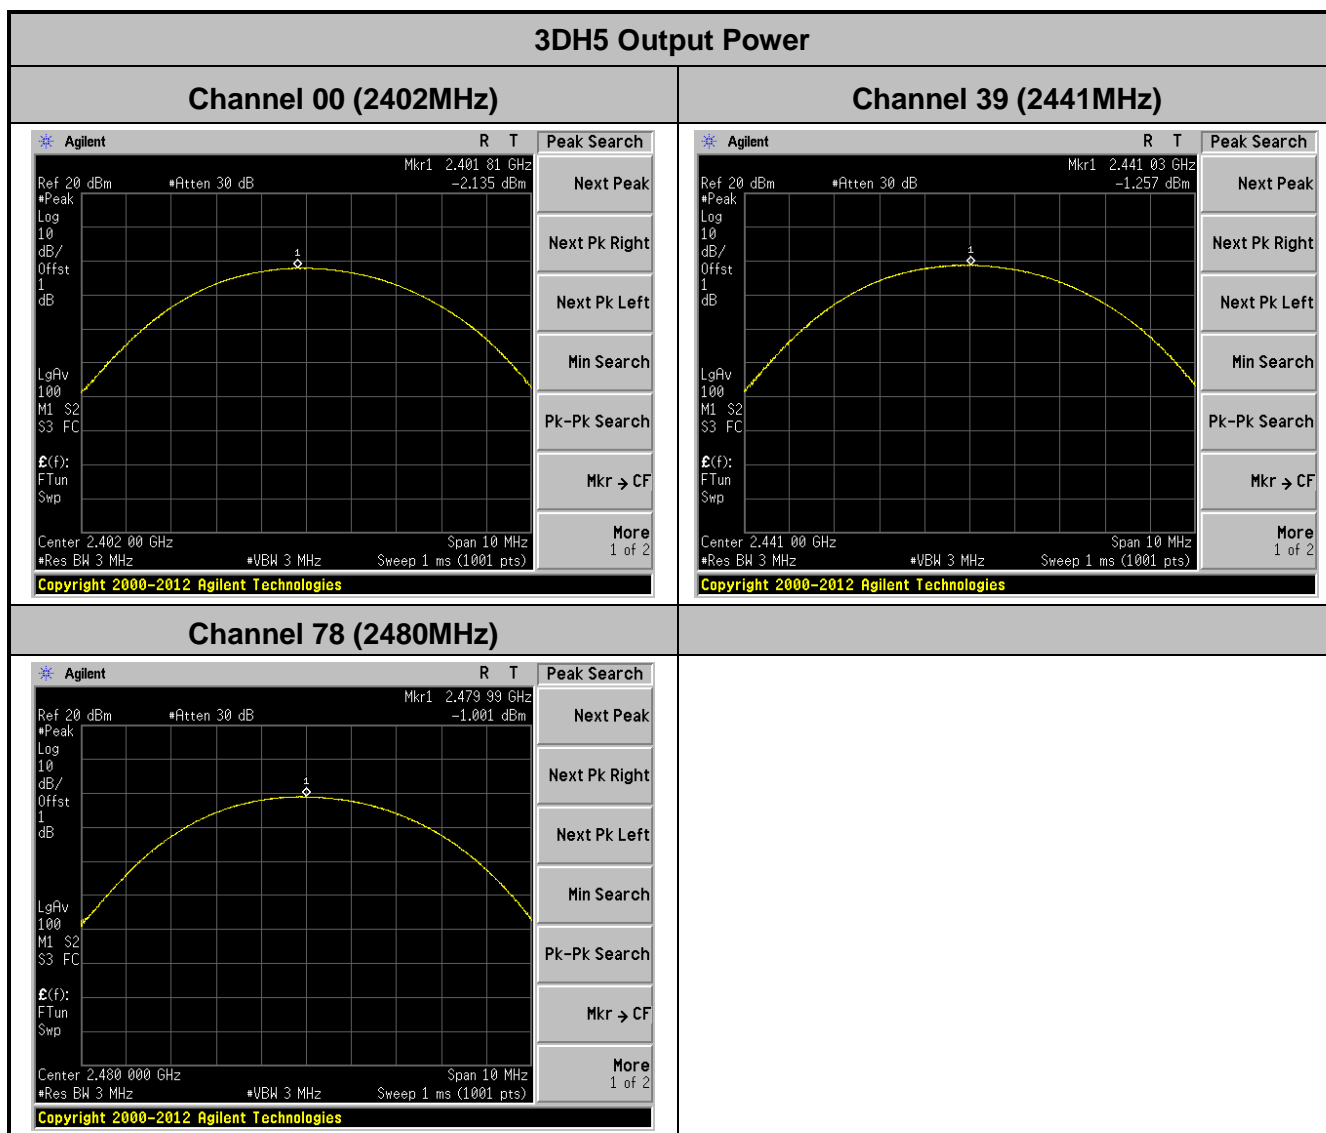 3DH5 Output Power
Channel 00 (2402MHz)
Channel 39 (2441MHz)
Agilent R T Peak Search
Mkr1 2.401 81 GHz
Ref 20 dBm #Atten 30 dB -2.135 dBm
#Peak
Log
10
dB/
Offst
1
dB
1
LgAv
100
M1 S2
S3 FC
£(f):
FTun
Swp
Center 2.402 00 GHz Span 10 MHz
#Res BW 3 MHz #VBW 3 MHz Sweep 1 ms (1001 pts)
Copyright 2000-2012 Agilent Technologies
Next Peak
Next Pk Right
Next Pk Left
Min Search
Pk-Pk Search
Mkr → CF
More
1 of 2
Agilent R T Peak Search
Mkr1 2.441 03 GHz
Ref 20 dBm #Atten 30 dB -1.257 dBm
#Peak
Log
10
dB/
Offst
1
dB
1
LgAv
100
M1 S2
S3 FC
£(f):
FTun
Swp
Center 2.441 00 GHz Span 10 MHz
#Res BW 3 MHz #VBW 3 MHz Sweep 1 ms (1001 pts)
Copyright 2000-2012 Agilent Technologies
Next Peak
Next Pk Right
Next Pk Left
Min Search
Pk-Pk Search
Mkr → CF
More
1 of 2
Channel 78 (2480MHz)
Agilent R T Peak Search
Mkr1 2.479 99 GHz
Ref 20 dBm #Atten 30 dB -1.001 dBm
#Peak
Log
10
dB/
Offst
1
dB
1
LgAv
100
M1 S2
S3 FC
£(f):
FTun
Swp
Center 2.480 000 GHz Span 10 MHz
#Res BW 3 MHz #VBW 3 MHz Sweep 1 ms (1001 pts)
Copyright 2000-2012 Agilent Technologies
Next Peak
Next Pk Right
Next Pk Left
Min Search
Pk-Pk Search
Mkr → CF
More
1 of 2